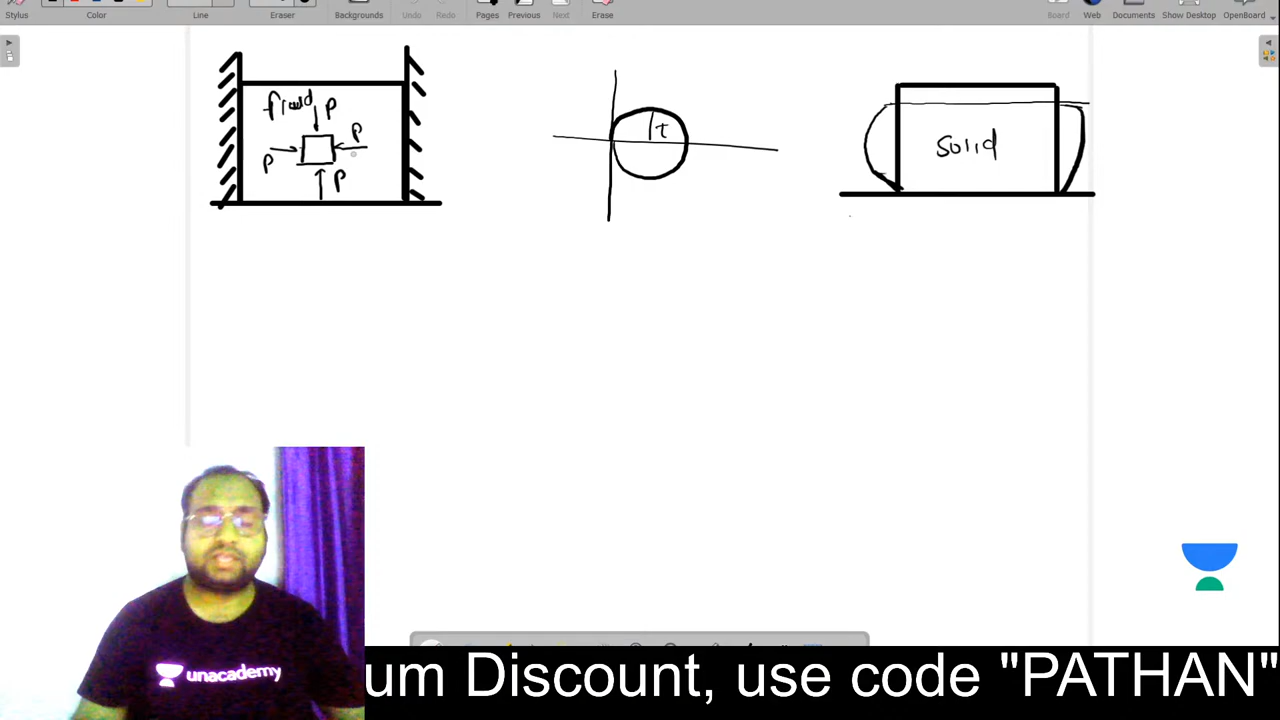 Stylus
Color
Line
Eraser
Backgrounds
Undo
Redo
Pages
Previous
Next
Erase
Board
Web
Documents
Show Desktop
OpenBoard
fluid
P
P
P
P
τ
Solid
unacademy
um Discount, use code "PATHAN"